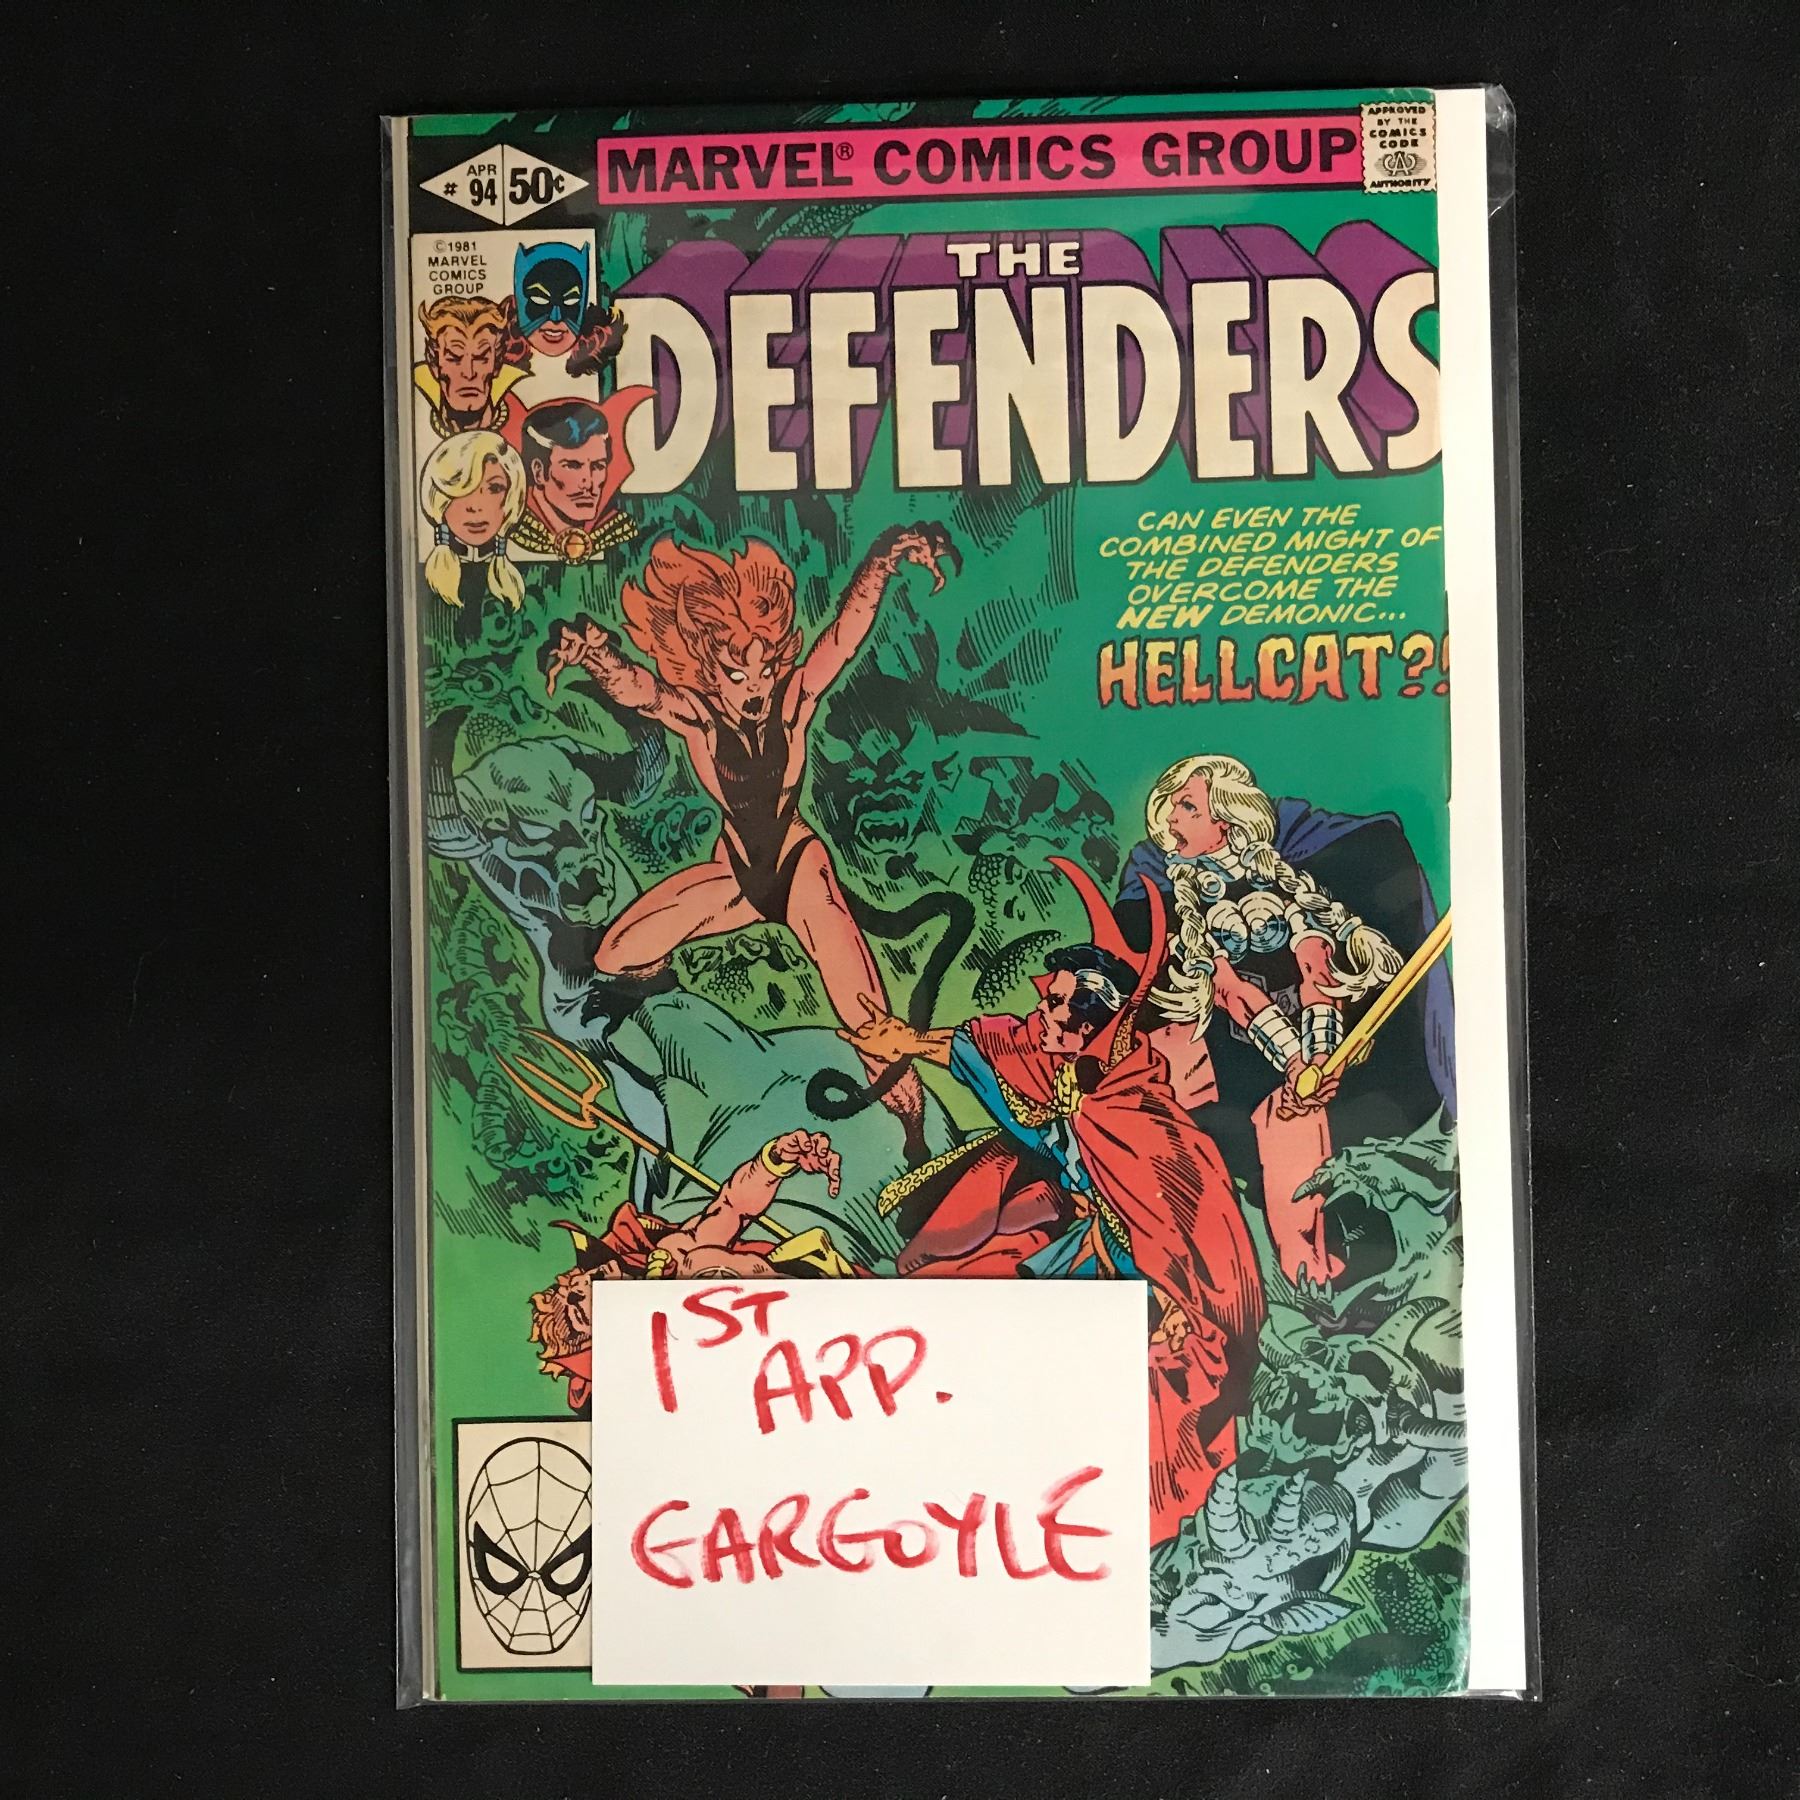 MARVEL® COMICS GROUP
APPROVED
BY THE
COMICS
CODE
CA
AUTHORITY
APR
# 94 50¢
©1981
MARVEL
COMICS
GROUP
THE
DEFENDERS
CAN EVEN THE
COMBINED MIGHT OF
THE DEFENDERS
OVERCOME THE
NEW DEMONIC...
HELLCAT?!
1ST
APP.
GARGOYLE